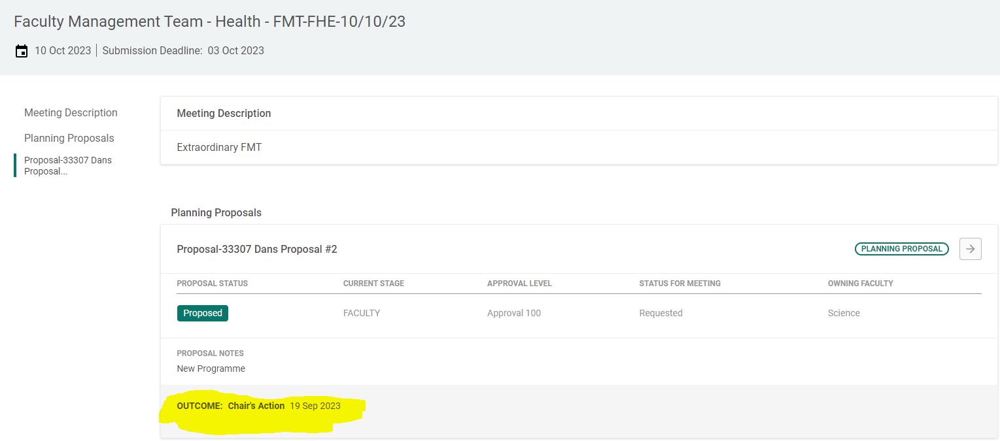 Faculty Management Team - Health - FMT-FHE-10/10/23
10 Oct 2023 | Submission Deadline: 03 Oct 2023
Meeting Description
Planning Proposals
Proposal-33307 Dans
Proposal...
Meeting Description
Extraordinary FMT
Planning Proposals
Proposal-33307 Dans Proposal #2
PLANNING PROPOSAL
PROPOSAL STATUS CURRENT STAGE APPROVAL LEVEL STATUS FOR MEETING OWNING FACULTY
Proposed FACULTY Approval 100 Requested Science
PROPOSAL NOTES
New Programme
OUTCOME: Chair's Action 19 Sep 2023